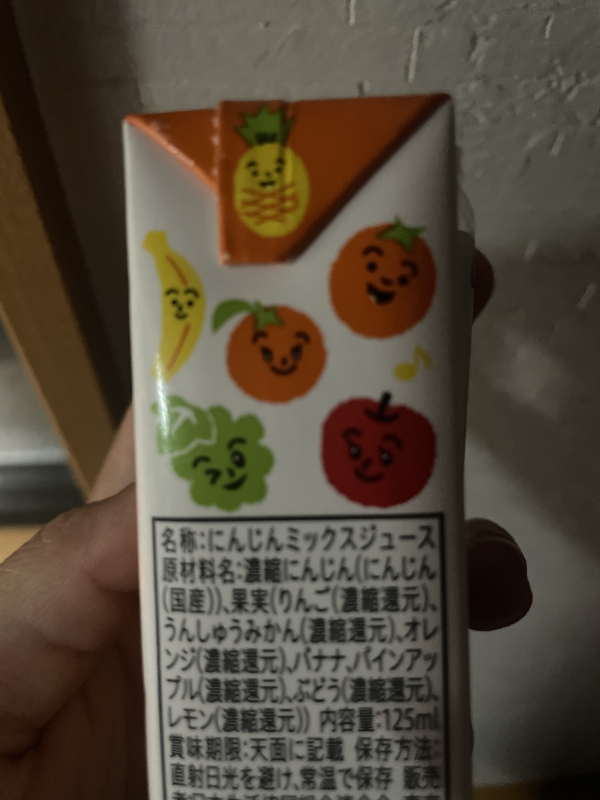 名称:にんじんミックスジュース
原材料名:濃縮にんじん(にんじん
(国産))、果実(りんご(濃縮還元)、
うんしゅうみかん(濃縮還元)、オレ
ンジ(濃縮還元)、バナナ、パインアッ
プル(濃縮還元)、ぶどう(濃縮還元)、
レモン(濃縮還元)) 内容量:125ml
賞味期限:天面に記載 保存方法:
直射日光を避け、常温で保存 販売